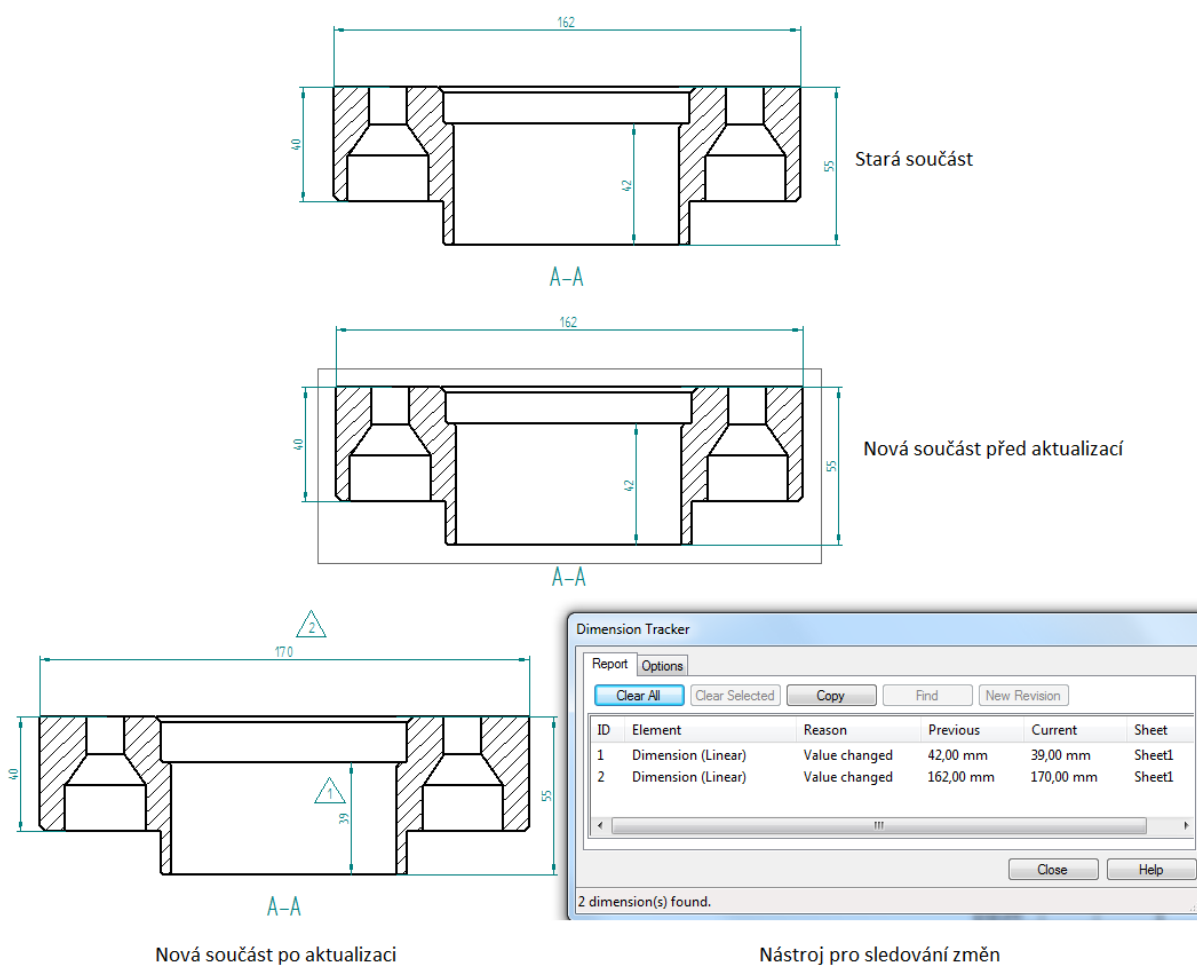 162
40
42
55
Stará součást
A-A
162
40
42
55
Nová součást před aktualizací
A-A
2
170
40
1
39
55
A-A
Nová součást po aktualizaci
Dimension Tracker
Report Options
Clear All Clear Selected Copy Find New Revision
ID Element Reason Previous Current Sheet
1 Dimension (Linear) Value changed 42,00 mm 39,00 mm Sheet1
2 Dimension (Linear) Value changed 162,00 mm 170,00 mm Sheet1
Close Help
2 dimension(s) found.
Nástroj pro sledování změn